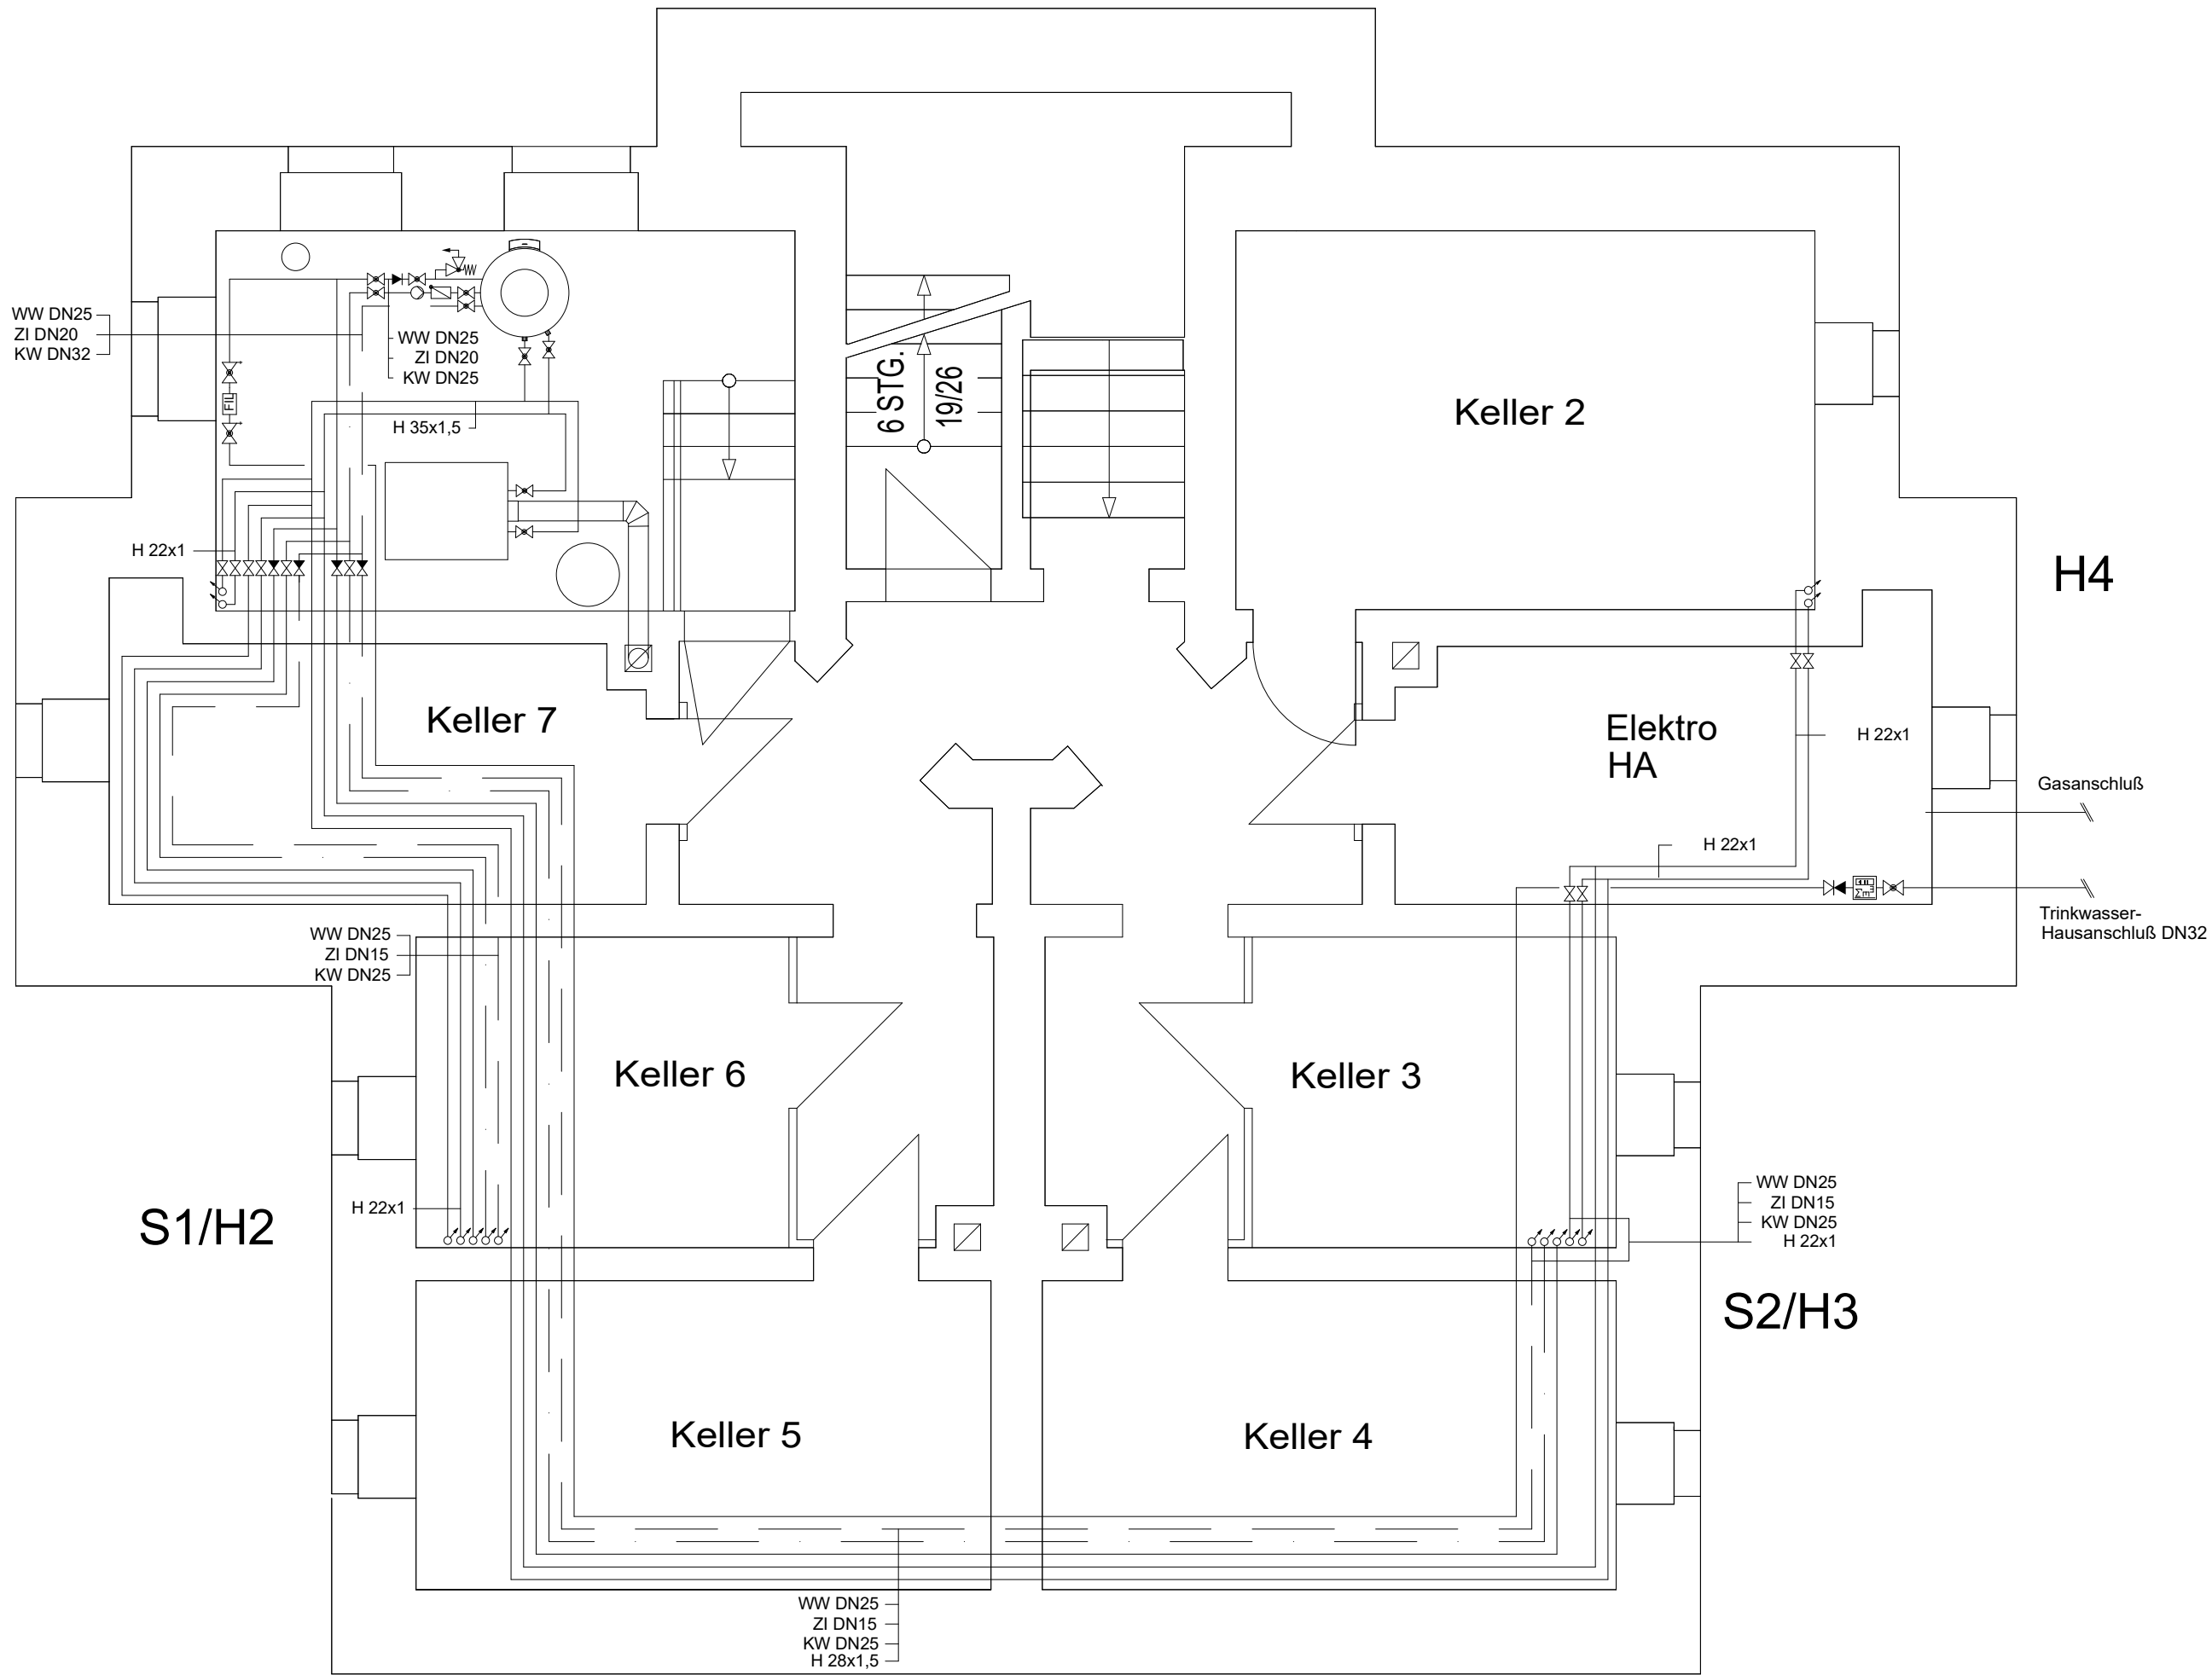 WW DN25
ZI DN20
KW DN32
WW DN25
ZI DN20
KW DN25
FIL
H 35x1,5
H 22x1
6 STG.
19/26
Keller 2
H4
Keller 7
Elektro
HA
H 22x1
Gasanschluß
H 22x1
Trinkwasser-
Hausanschluß DN32
WW DN25
ZI DN15
KW DN25
Keller 6
Keller 3
H 22x1
S1/H2
WW DN25
ZI DN15
KW DN25
H 22x1
S2/H3
Keller 5
Keller 4
WW DN25
ZI DN15
KW DN25
H 28x1,5